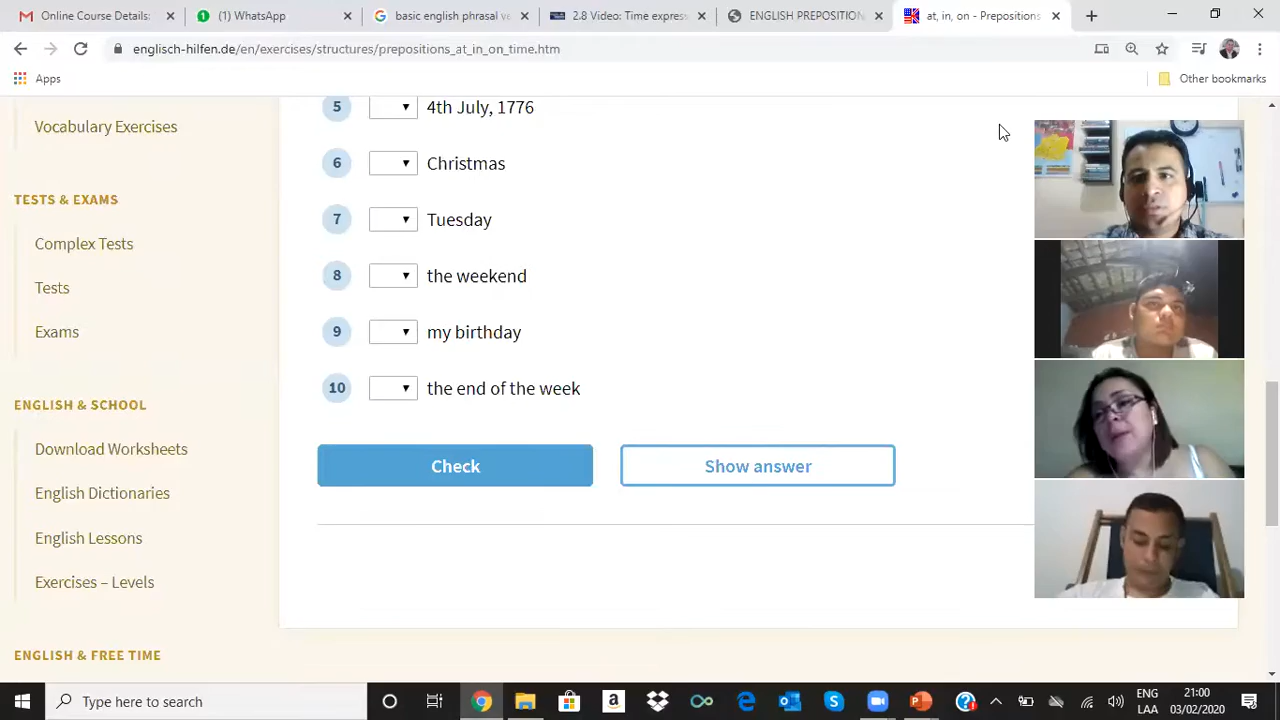 Online Course Details:
(1) WhatsApp
basic english phrasal ve
2.8 Video: Time express
ENGLISH PREPOSITION
at, in, on - Prepositions
englisch-hilfen.de/en/exercises/structures/prepositions_at_in_on_time.htm
Apps
Other bookmarks
Vocabulary Exercises
TESTS & EXAMS
Complex Tests
Tests
Exams
ENGLISH & SCHOOL
Download Worksheets
English Dictionaries
English Lessons
Exercises – Levels
ENGLISH & FREE TIME
5 4th July, 1776
6 Christmas
7 Tuesday
8 the weekend
9 my birthday
10 the end of the week
Check
Show answer
Type here to search
ENG
LAA
21:00
03/02/2020